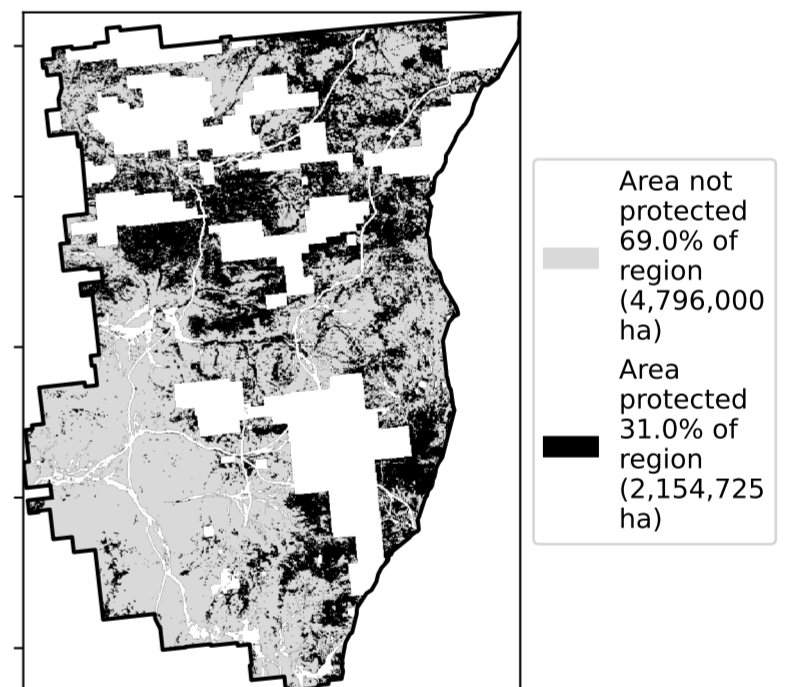 Area not
protected
69.0% of
region
(4,796,000
ha)
Area
protected
31.0% of
region
(2,154,725
ha)